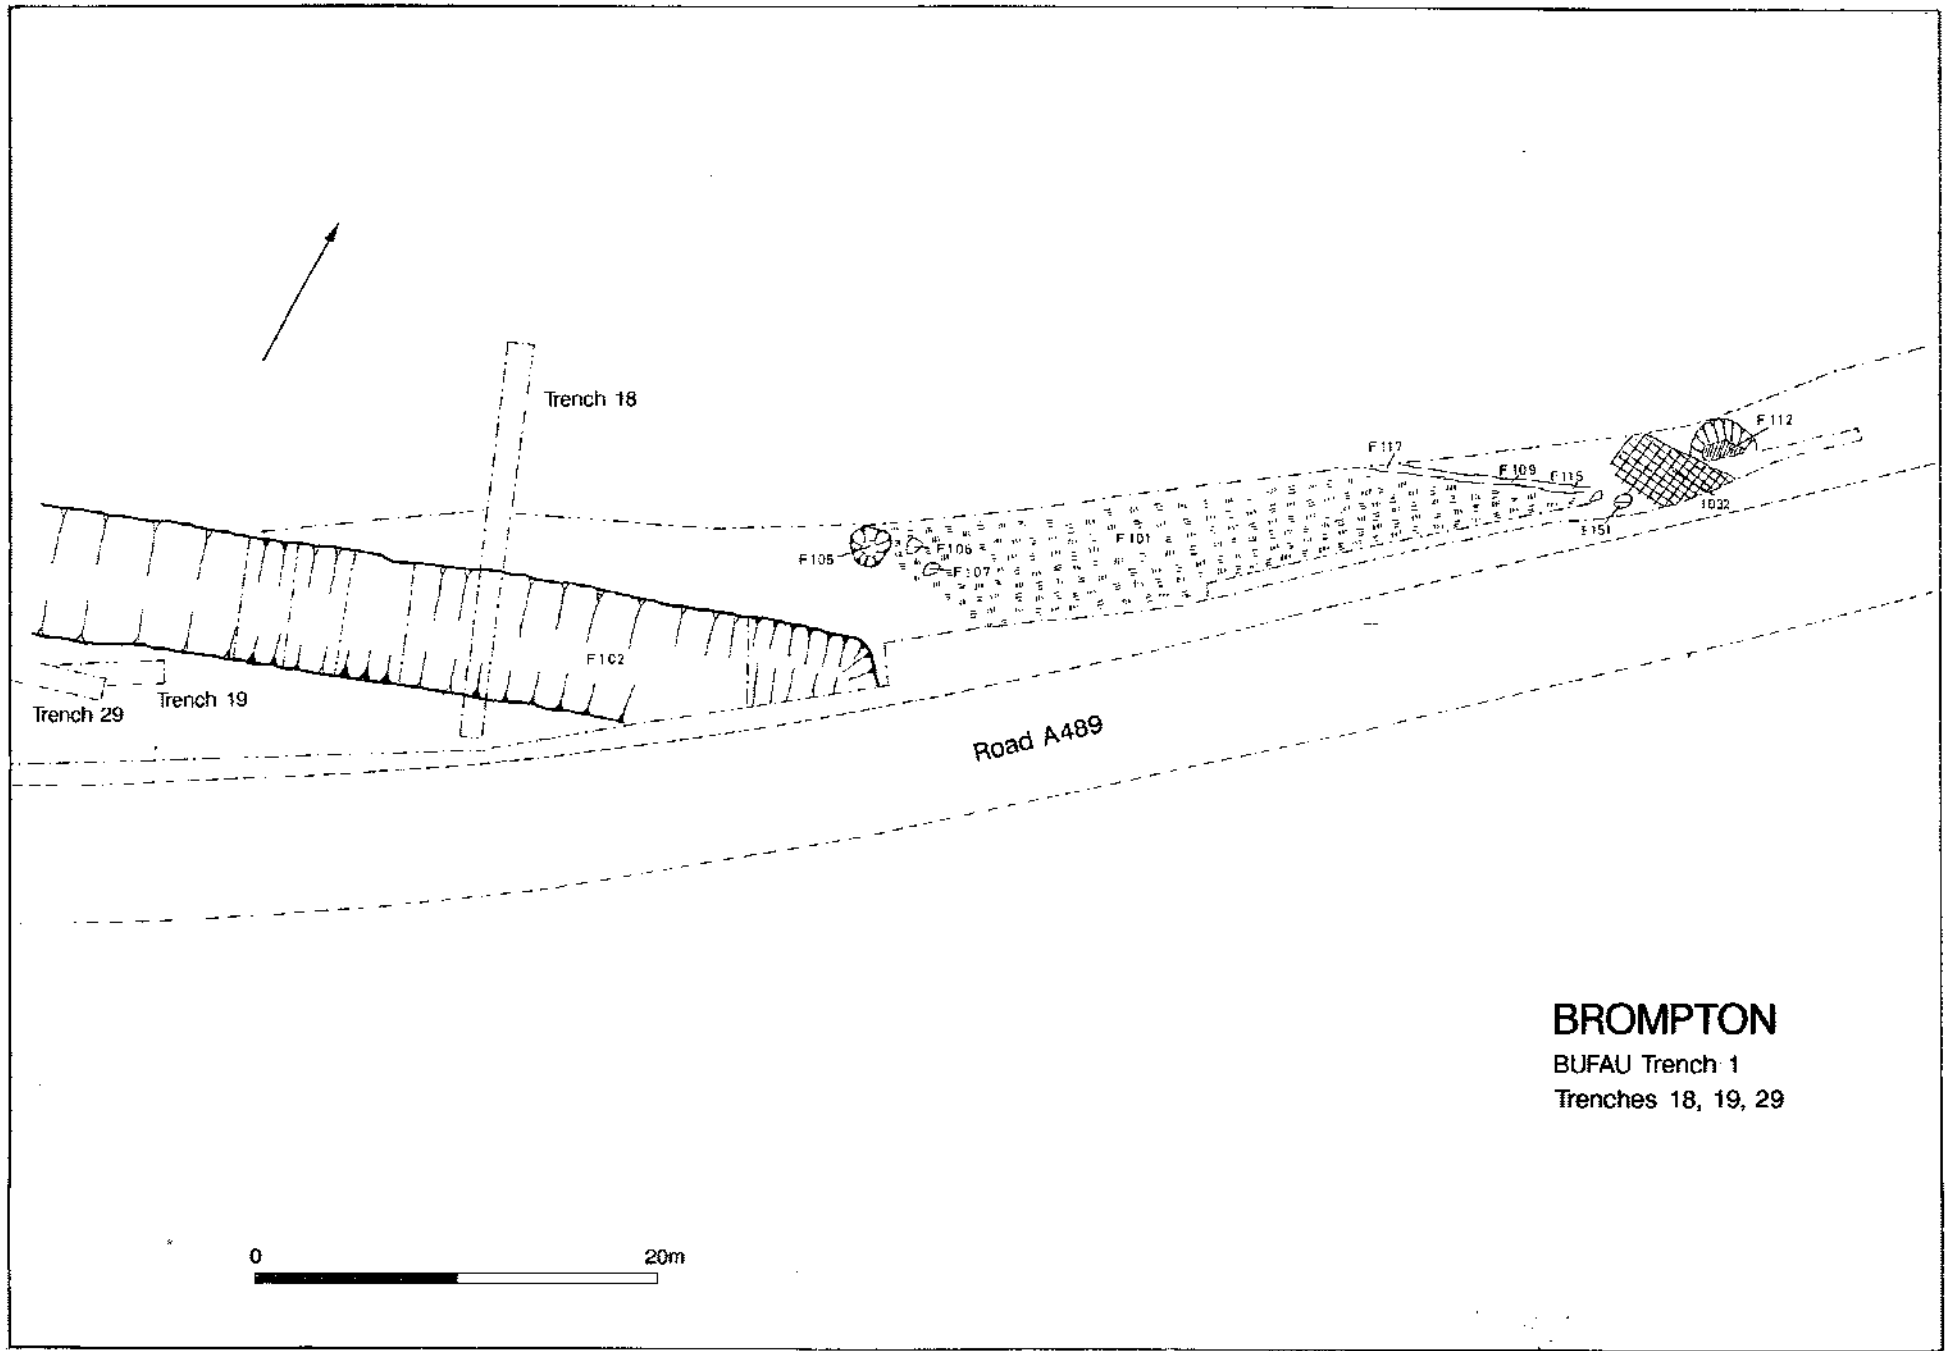 Trench 18
F112
F117
F109
F115
1032
F151
F101
F105
F106
F107
F102
Trench 19
Trench 29
Road A489
BROMPTON
BUFAU Trench 1
Trenches 18, 19, 29
0
20m